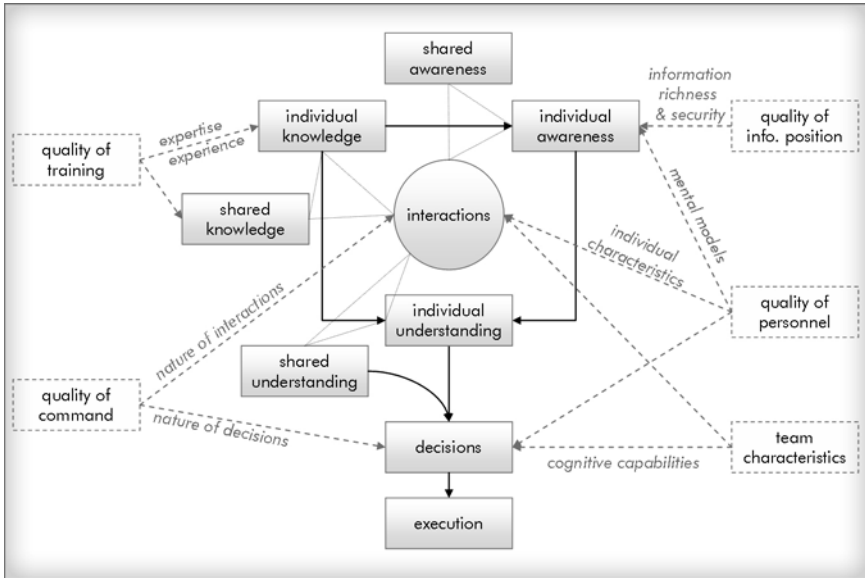 shared
awareness
information
richness
& security
individual
knowledge
individual
awareness
quality of
info. position
expertise
experience
quality of
training
shared
knowledge
interactions
mental models
individual
characteristics
nature of interactions
individual
understanding
quality of
personnel
shared
understanding
quality of
command
nature of decisions
decisions
cognitive capabilities
team
characteristics
execution